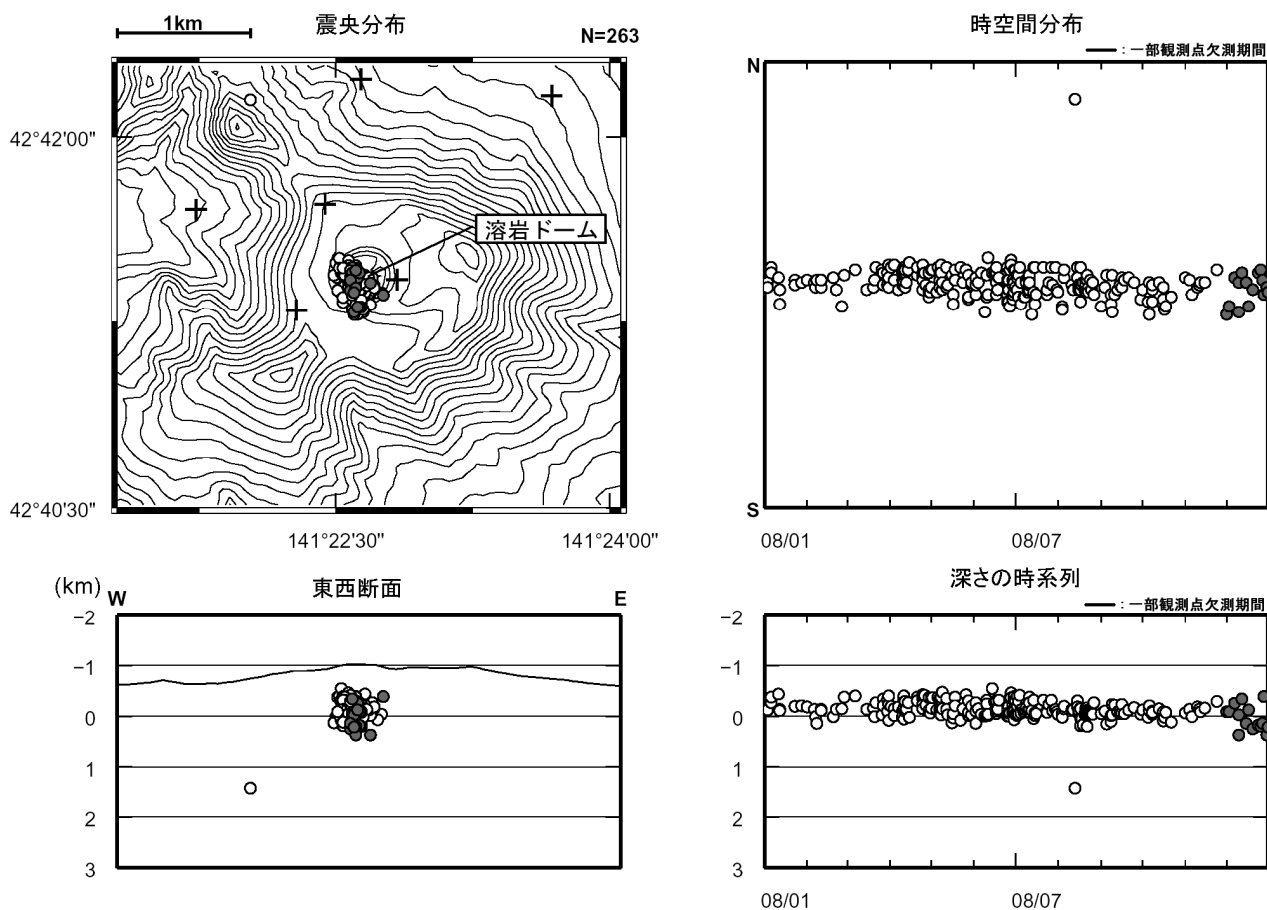 1km
震央分布
N=263
42°42'00"
42°40'30"
141°22'30"
141°24'00"
溶岩ドーム
時空間分布
：一部観測点欠測期間
N
S
08/01
08/07
(km)
W
東西断面
E
−2
−1
0
1
2
3
深さの時系列
：一部観測点欠測期間
−2
−1
0
1
2
3
08/01
08/07